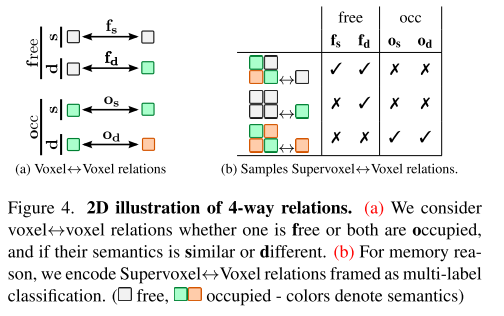 free occ
s d s d
f_s
f_d
o_s
o_d
(a) Voxel↔Voxel relations
free occ
f_s f_d o_s o_d
↔ ✓ ✓ ✗ ✗
↔ ✗ ✓ ✗ ✗
↔ ✗ ✗ ✓ ✓
(b) Samples Supervoxel↔Voxel relations.
Figure 4. 2D illustration of 4-way relations. (a) We consider
voxel↔voxel relations whether one is free or both are occupied,
and if their semantics is similar or different. (b) For memory rea-
son, we encode Supervoxel↔Voxel relations framed as multi-label
classification. (□ free, □□ occupied - colors denote semantics)